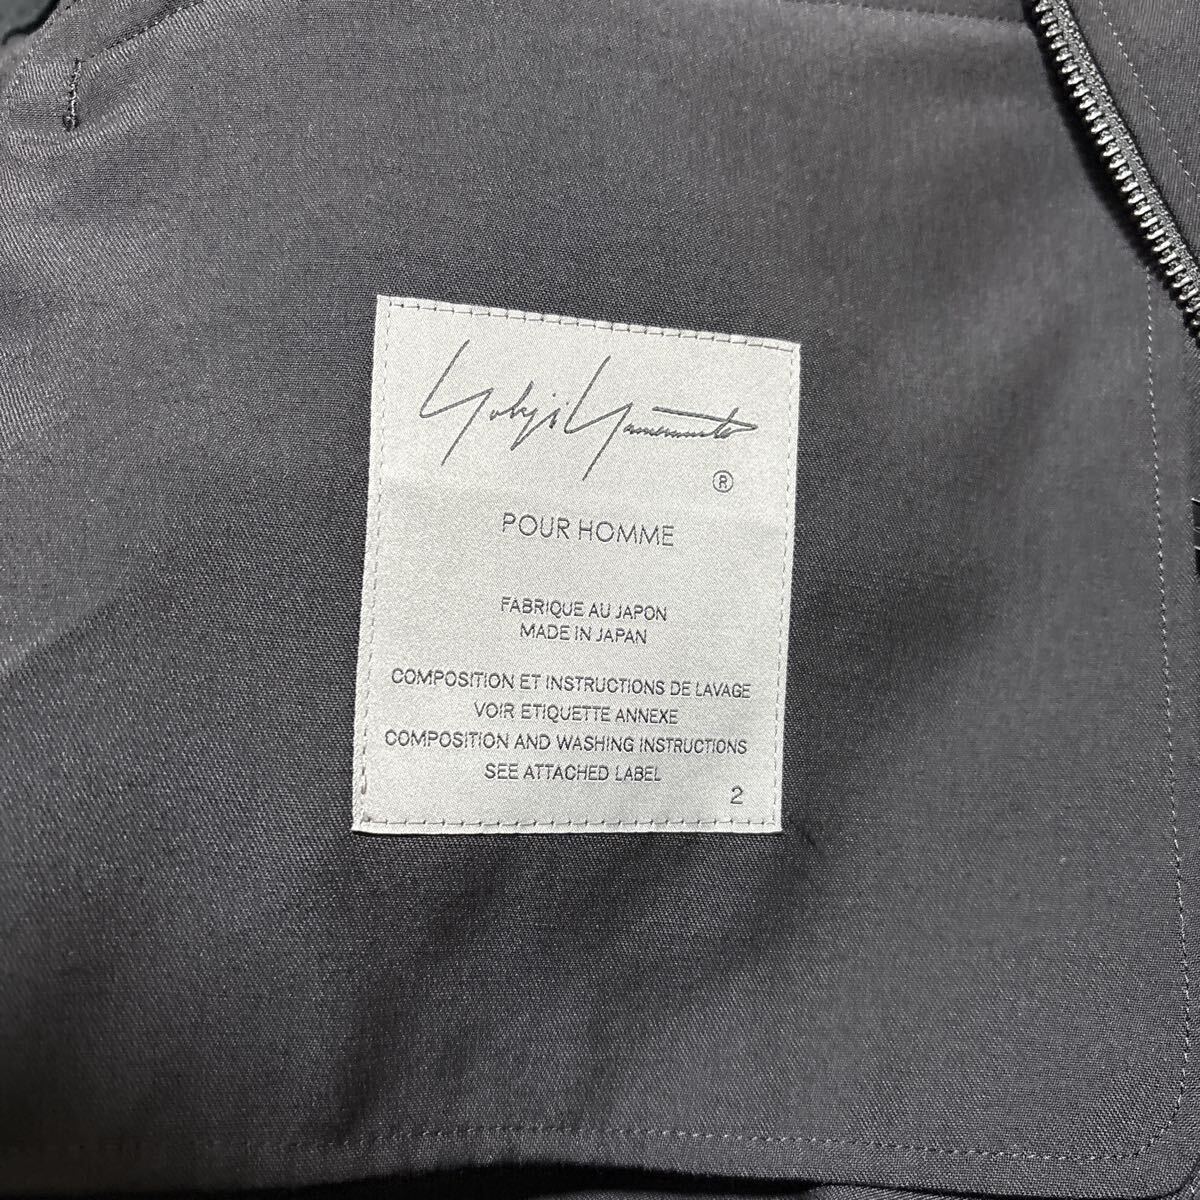 Yohji Yamamoto
®
POUR HOMME
FABRIQUE AU JAPON
MADE IN JAPAN
COMPOSITION ET INSTRUCTIONS DE LAVAGE
VOIR ETIQUETTE ANNEXE
COMPOSITION AND WASHING INSTRUCTIONS
SEE ATTACHED LABEL
2